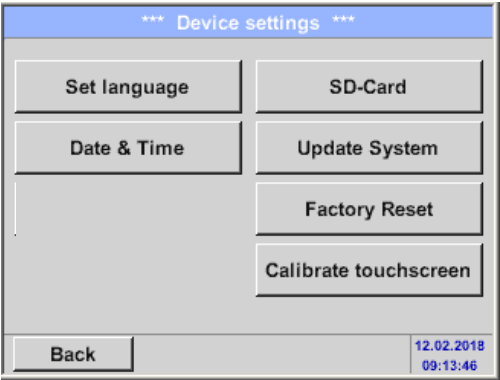 *** Device settings ***
Set language
SD-Card
Date & Time
Update System
Factory Reset
Calibrate touchscreen
Back
12.02.2018
09:13:46